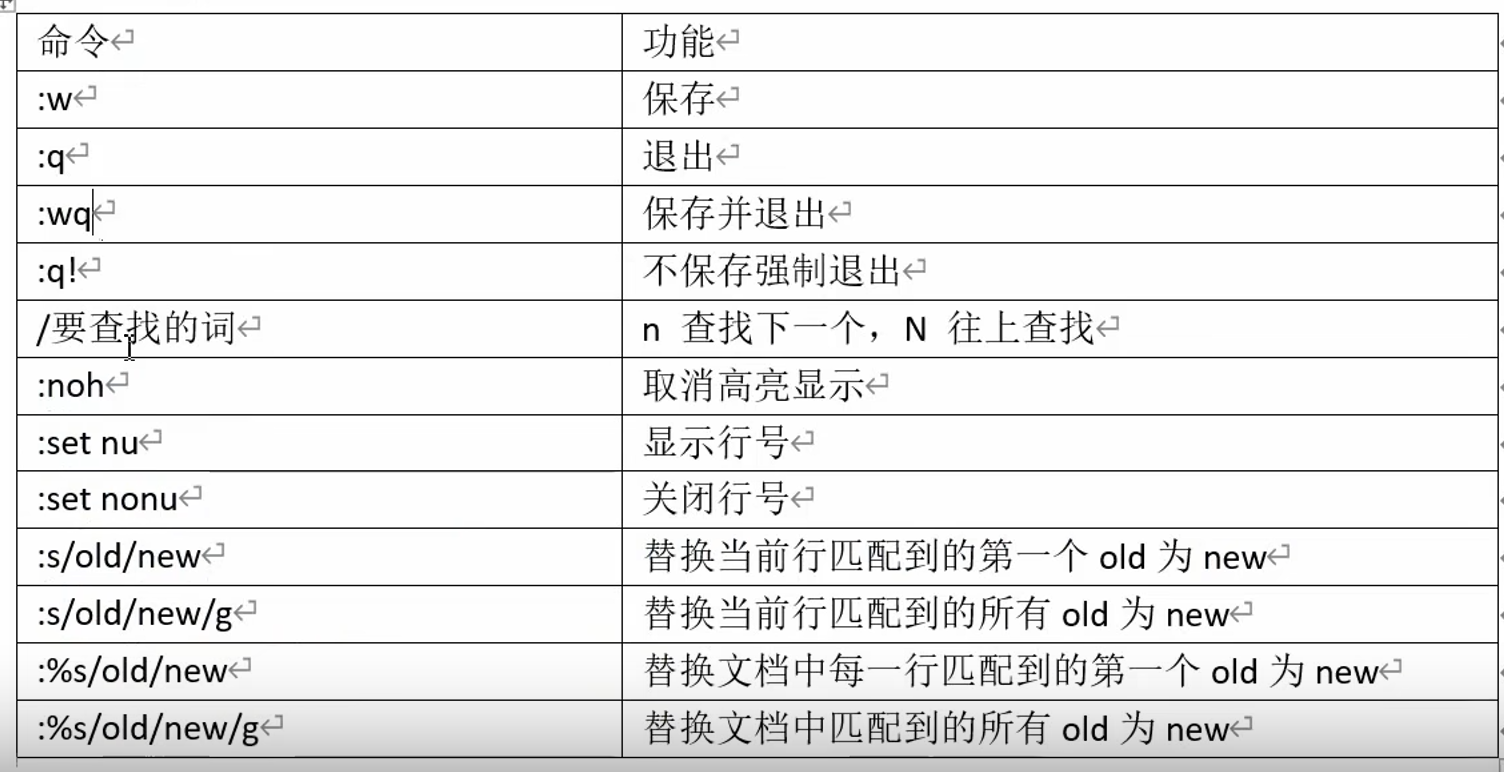 命令 功能
:w 保存
:q 退出
:wq 保存并退出
:q! 不保存强制退出
/要查找的词 n 查找下一个，N 往上查找
:noh 取消高亮显示
:set nu 显示行号
:set nonu 关闭行号
:s/old/new 替换当前行匹配到的第一个 old 为 new
:s/old/new/g 替换当前行匹配到的所有 old 为 new
:%s/old/new 替换文档中每一行匹配到的第一个 old 为 new
:%s/old/new/g 替换文档中匹配到的所有 old 为 new